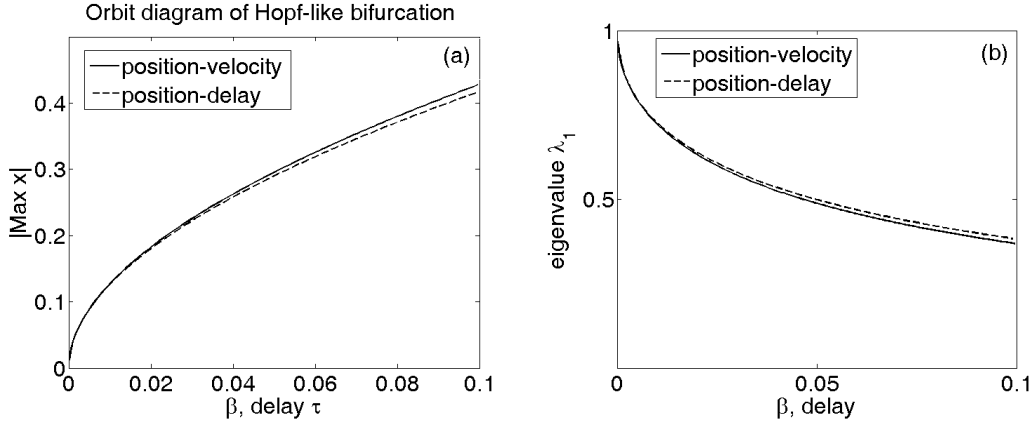 Orbit diagram of Hopf-like bifurcation
(a)
position-velocity
position-delay
|Max x|
0.4
0.3
0.2
0.1
0
0
0.02
0.04
0.06
0.08
0.1
β, delay τ
(b)
position-velocity
position-delay
eigenvalue λ1
1
0.5
0
0.05
0.1
β, delay